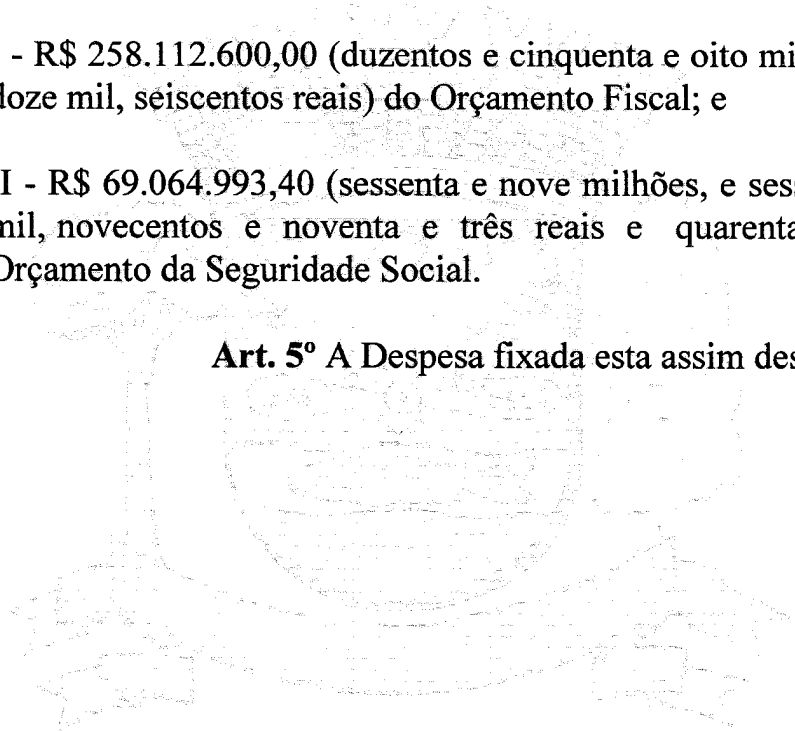 - R$ 258.112.600,00 (duzentos e cinquenta e oito mi
doze mil, seiscentos reais) do Orçamento Fiscal; e
I - R$ 69.064.993,40 (sessenta e nove milhões, e ses
mil, novecentos e noventa e três reais e quarenta
Orçamento da Seguridade Social.
Art. 5º A Despesa fixada esta assim des